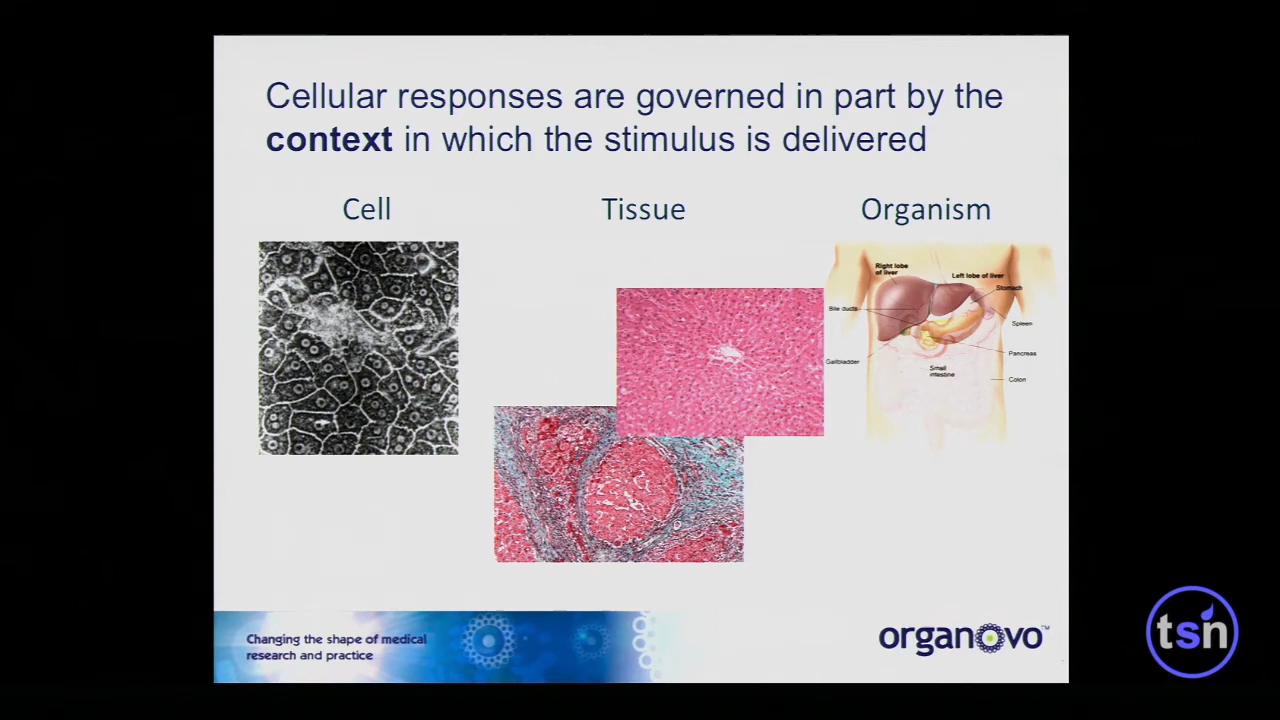 Cellular responses are governed in part by the
context in which the stimulus is delivered
Cell
Tissue
Organism
Right lobe
of liver
Left lobe of liver
Stomach
Bile ducts
Spleen
Gallbladder
Pancreas
Small
intestine
Colon
Changing the shape of medical
research and practice
organovo™
tsn